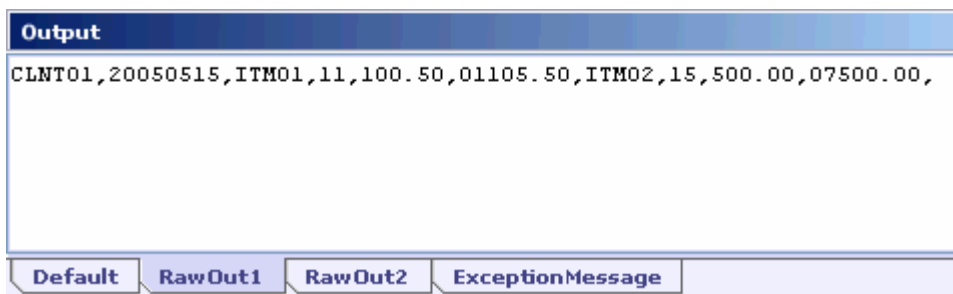 Output
CLNT01,20050515,ITM01,11,100.50,01105.50,ITM02,15,500.00,07500.00,
Default RawOut1 RawOut2 ExceptionMessage